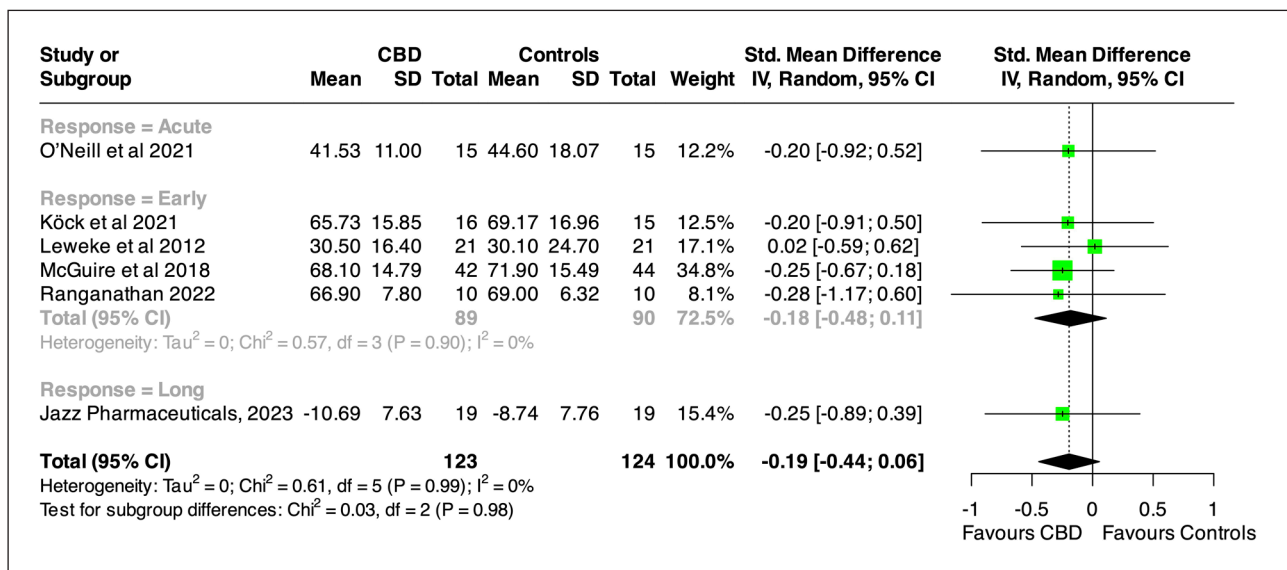 Study or CBD Controls Std. Mean Difference Std. Mean Difference
Subgroup Mean SD Total Mean SD Total Weight IV, Random, 95% CI IV, Random, 95% CI
Response = Acute
O'Neill et al 2021 41.53 11.00 15 44.60 18.07 15 12.2% -0.20 [-0.92; 0.52]
Response = Early
Köck et al 2021 65.73 15.85 16 69.17 16.96 15 12.5% -0.20 [-0.91; 0.50]
Leweke et al 2012 30.50 16.40 21 30.10 24.70 21 17.1% 0.02 [-0.59; 0.62]
McGuire et al 2018 68.10 14.79 42 71.90 15.49 44 34.8% -0.25 [-0.67; 0.18]
Ranganathan 2022 66.90 7.80 10 69.00 6.32 10 8.1% -0.28 [-1.17; 0.60]
Total (95% CI) 89 90 72.5% -0.18 [-0.48; 0.11]
Heterogeneity: Tau² = 0; Chi² = 0.57, df = 3 (P = 0.90); I² = 0%
Response = Long
Jazz Pharmaceuticals, 2023 -10.69 7.63 19 -8.74 7.76 19 15.4% -0.25 [-0.89; 0.39]
Total (95% CI) 123 124 100.0% -0.19 [-0.44; 0.06]
Heterogeneity: Tau² = 0; Chi² = 0.61, df = 5 (P = 0.99); I² = 0%
Test for subgroup differences: Chi² = 0.03, df = 2 (P = 0.98)
-1 -0.5 0 0.5 1
Favours CBD Favours Controls